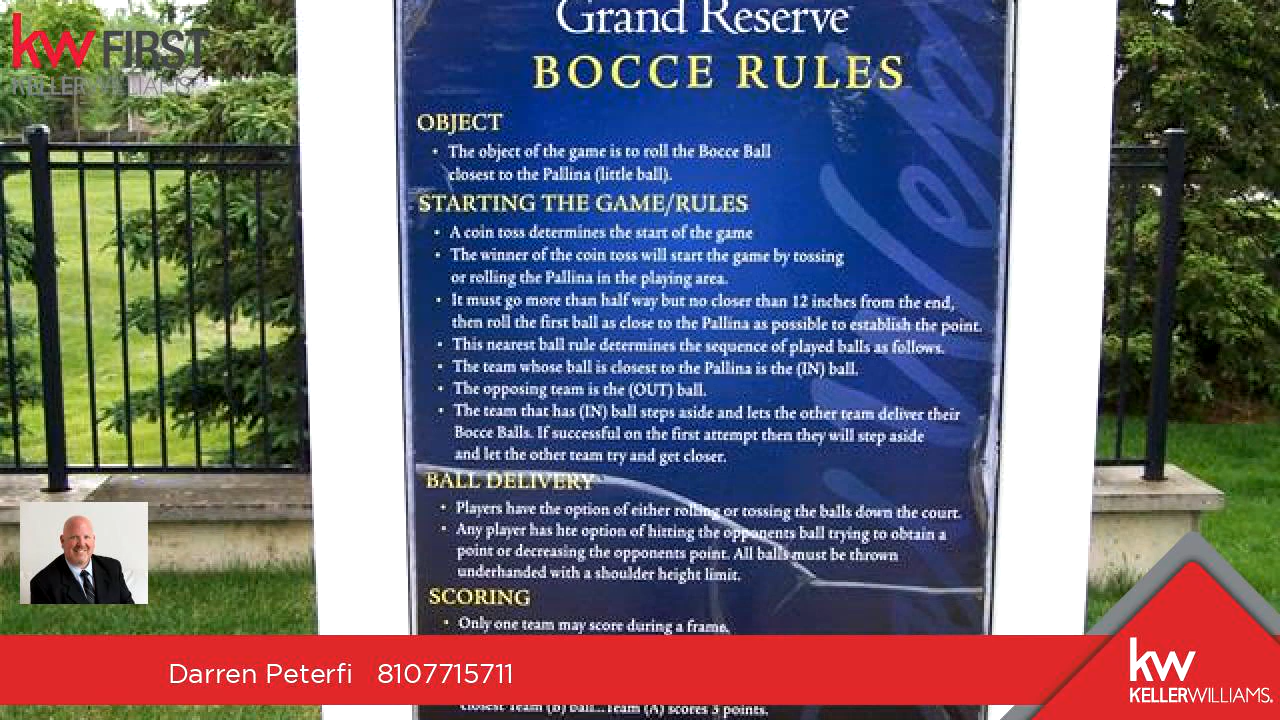 kw FIRST
KELLERWILLIAMS
Grand Reserve
BOCCE RULES
OBJECT
• The object of the game is to roll the Bocce Ball
closest to the Pallina (little ball).
STARTING THE GAME/RULES
• A coin toss determines the start of the game
• The winner of the coin toss will start the game by tossing
or rolling the Pallina in the playing area.
• It must go more than half way but no closer than 12 inches from the end,
then roll the first ball as close to the Pallina as possible to establish the point.
• This nearest ball rule determines the sequence of played balls as follows.
• The team whose ball is closest to the Pallina is the (IN) ball.
• The opposing team is the (OUT) ball.
• The team that has (IN) ball steps aside and lets the other team deliver their
Bocce Balls. If successful on the first attempt then they will step aside
and let the other team try and get closer.
BALL DELIVERY
• Players have the option of either rolling or tossing the balls down the court.
• Any player has hte option of hitting the opponents ball trying to obtain a
point or decreasing the opponents point. All balls must be thrown
underhanded with a shoulder height limit.
SCORING
• Only one team may score during a frame.
closest Team (B) ball...Team (A) scores 3 points.
Darren Peterfi 8107715711
kw
KELLERWILLIAMS.